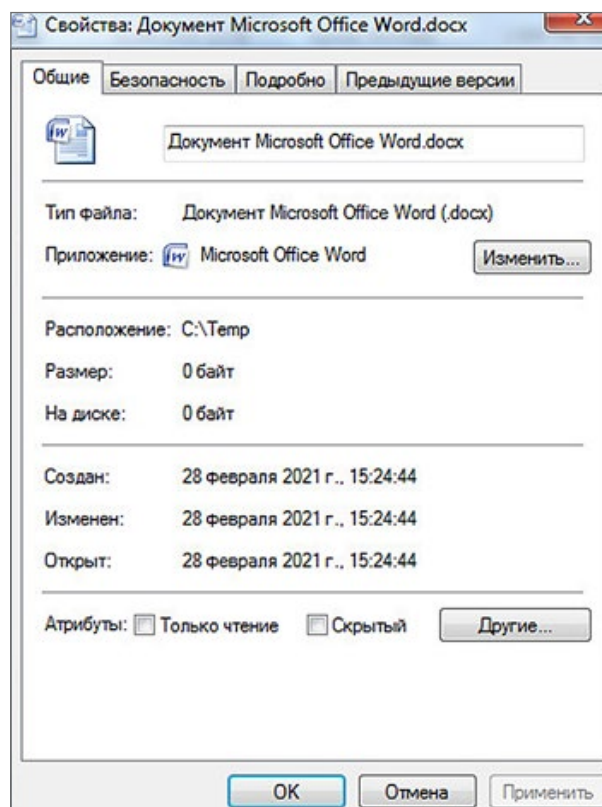 Свойства: Документ Microsoft Office Word.docx
Общие Безопасность Подробно Предыдущие версии
Документ Microsoft Office Word.docx
Тип файла: Документ Microsoft Office Word (.docx)
Приложение: Microsoft Office Word Изменить...
Расположение: C:\Temp
Размер: 0 байт
На диске: 0 байт
Создан: 28 февраля 2021 г., 15:24:44
Изменен: 28 февраля 2021 г., 15:24:44
Открыт: 28 февраля 2021 г., 15:24:44
Атрибуты: Только чтение Скрытый Другие...
OK Отмена Применить